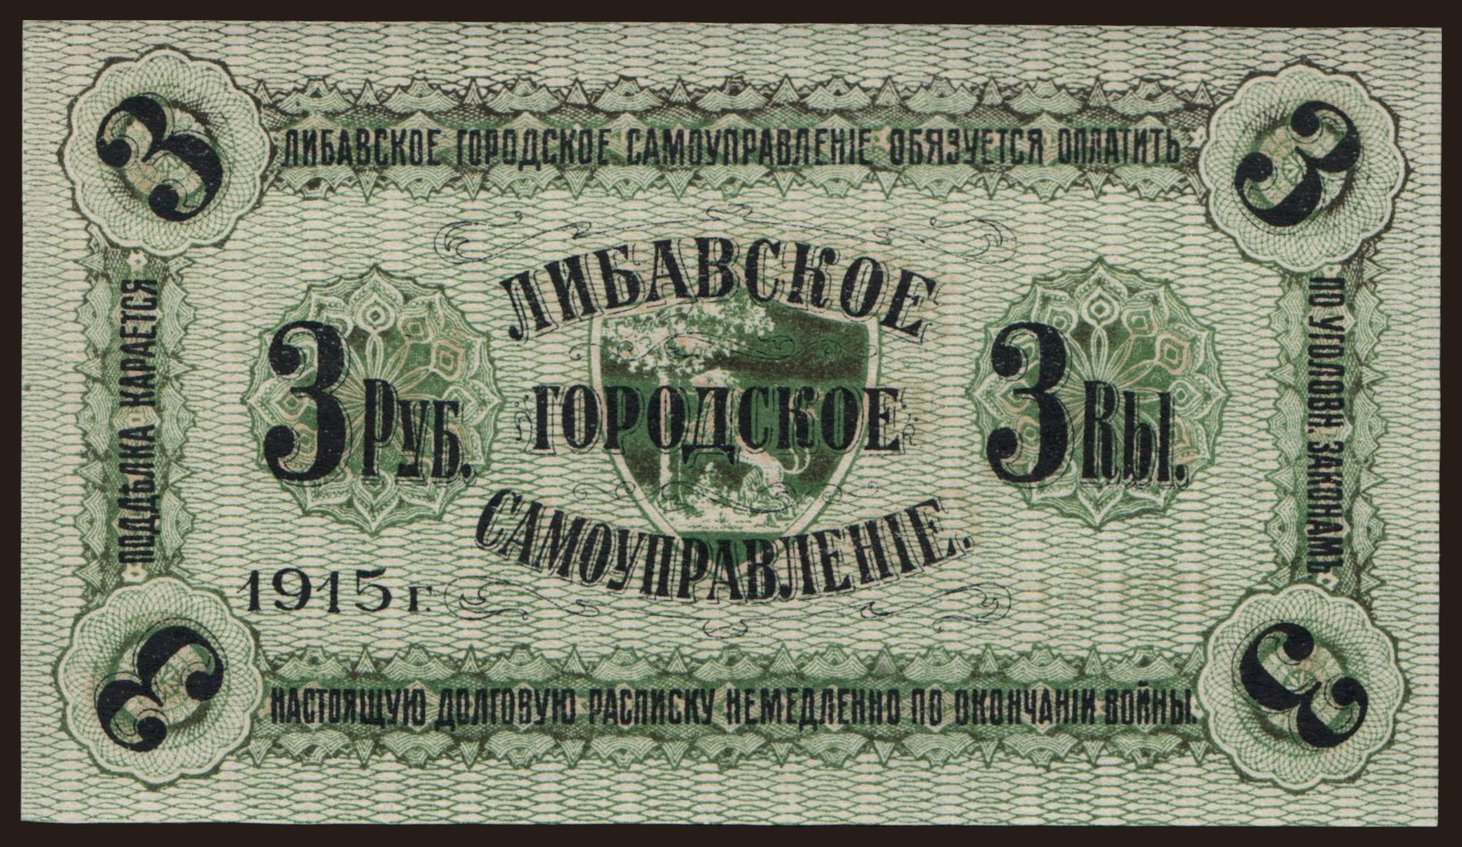 3
ЛИБАВСКОЕ ГОРОДСКОЕ САМОУПРАВЛЕНІЕ ОБЯЗУЕТСЯ ОПЛАТИТЬ
3
ПОДДѢЛКА КАРАЕТСЯ
ПО УГОЛОВН. ЗАКОНАМЪ.
ЛИБАВСКОЕ
3 РУБ.
ГОРОДСКОЕ
3 RЫ.
САМОУПРАВЛЕНІЕ.
1915 г.
3
НАСТОЯЩУЮ ДОЛГОВУЮ РАСПИСКУ НЕМЕДЛЕННО ПО ОКОНЧАНІИ ВОЙНЫ.
3